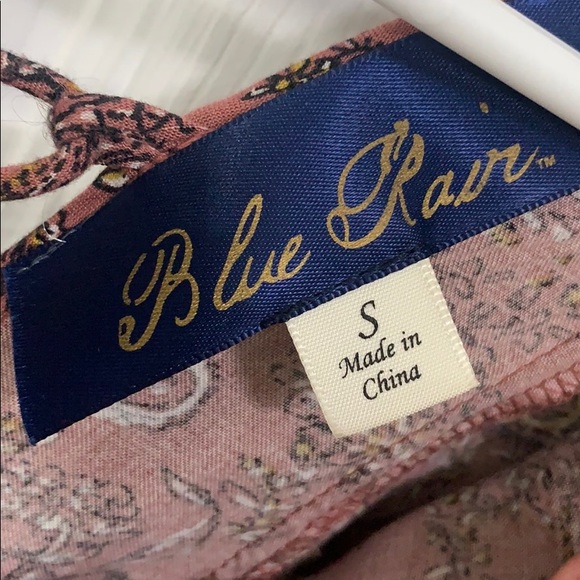 Blue Rain™
S
Made in
China